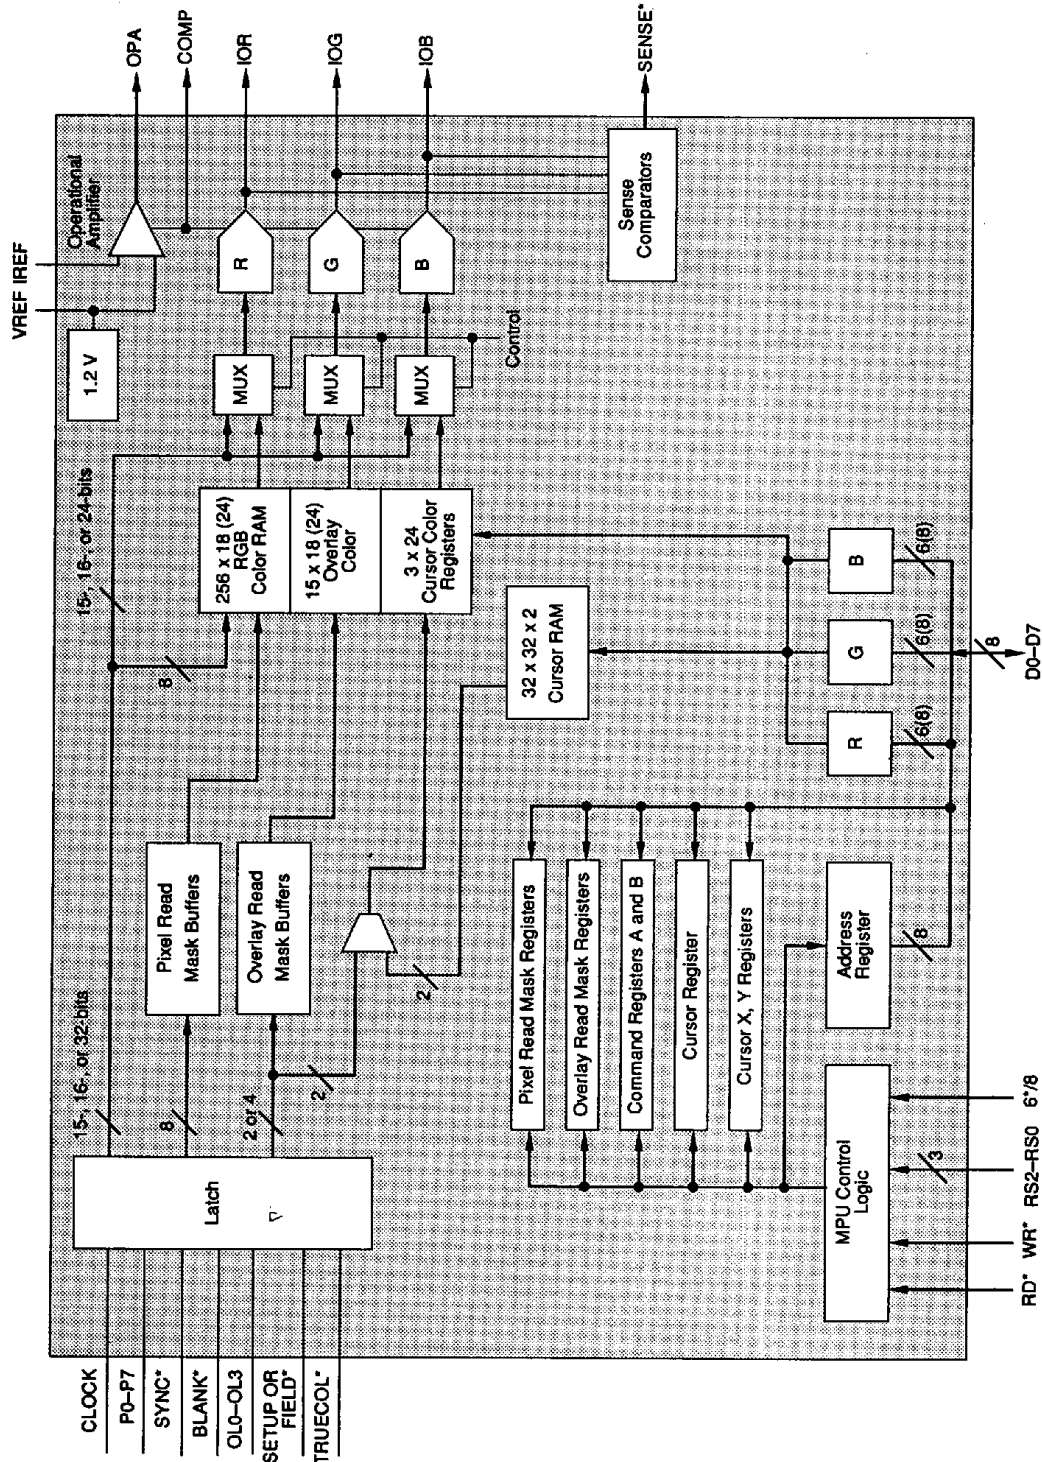 CLOCK
P0–P7
SYNC*
BLANK*
OL0–OL3
SETUP OR
FIELD*
TRUECOL*
Latch
15-, 16-, or 32-bits
8
2 or 4
2
Pixel Read
Mask Buffers
Overlay Read
Mask Buffers
2
15-, 16-, or 24-bits
8
256 x 18 (24)
RGB
Color RAM
15 x 18 (24)
Overlay
Color
3 x 24
Cursor Color
Registers
32 x 32 x 2
Cursor RAM
1.2 V
VREF
IREF
Operational
Amplifier
MUX
MUX
MUX
Control
R
G
B
OPA
COMP
IOR
IOG
IOB
Sense
Comparators
SENSE*
Pixel Read Mask Registers
Overlay Read Mask Registers
Command Registers A and B
Cursor Register
Cursor X, Y Registers
MPU Control
Logic
Address
Register
8
R
G
B
6(8)
6(8)
6(8)
8
D0–D7
RD*
WR*
RS2–RS0
3
6*/8